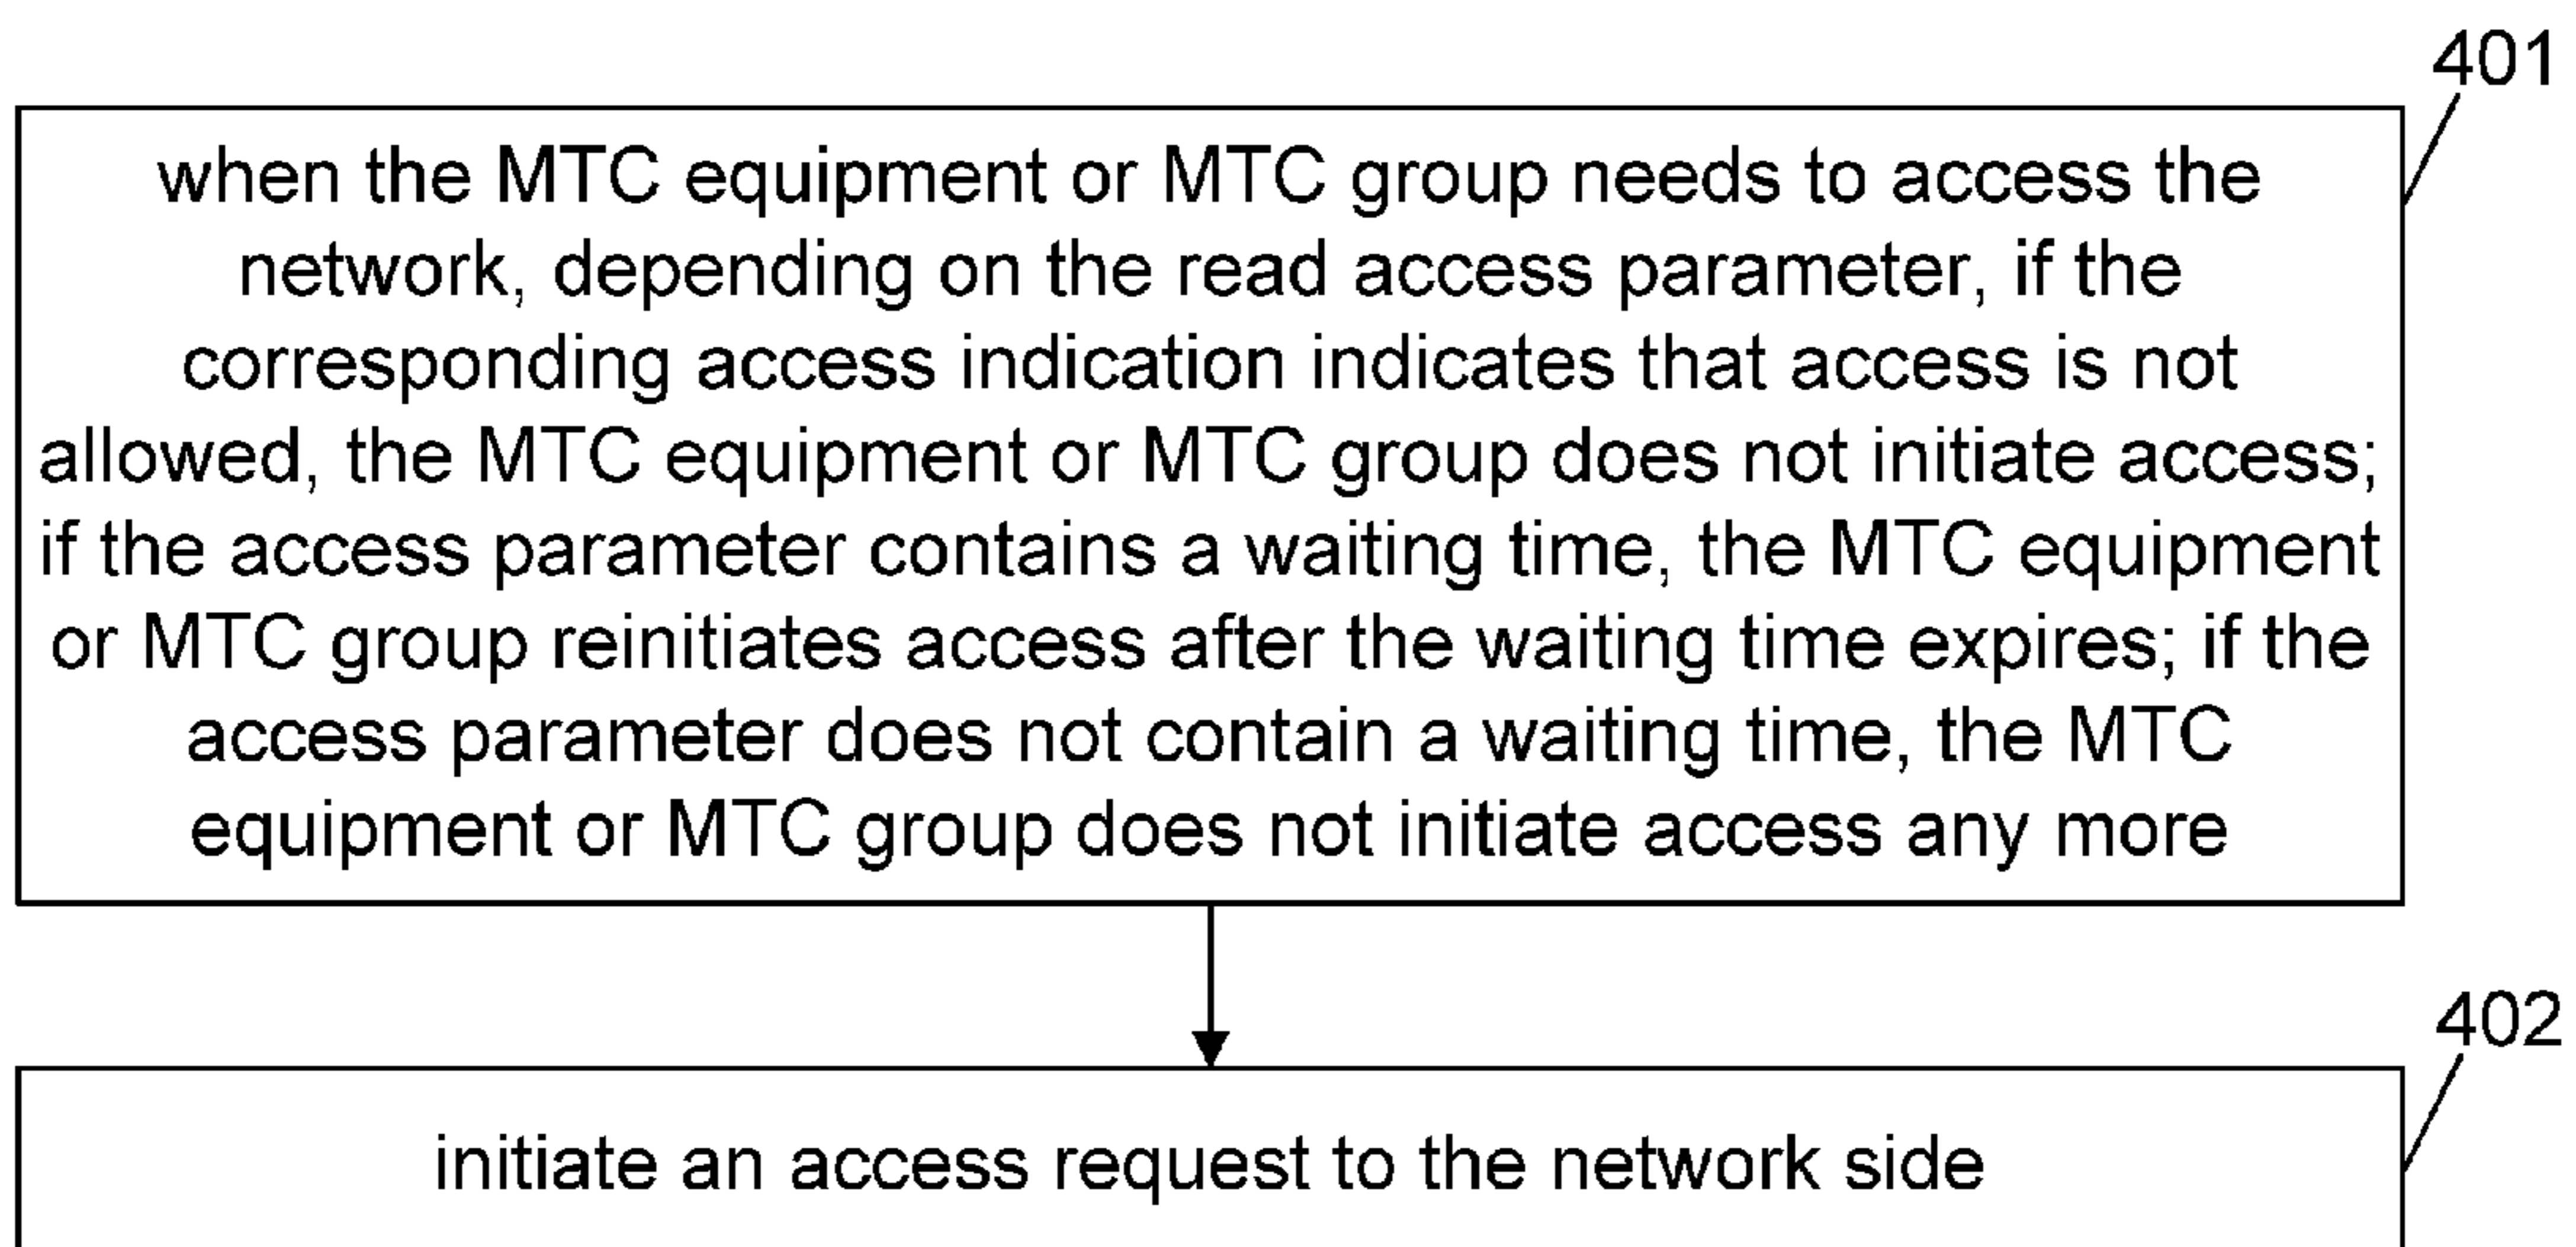 401
when the MTC equipment or MTC group needs to access the
network, depending on the read access parameter, if the
corresponding access indication indicates that access is not
allowed, the MTC equipment or MTC group does not initiate access;
if the access parameter contains a waiting time, the MTC equipment
or MTC group reinitiates access after the waiting time expires; if the
access parameter does not contain a waiting time, the MTC
equipment or MTC group does not initiate access any more
402
initiate an access request to the network side